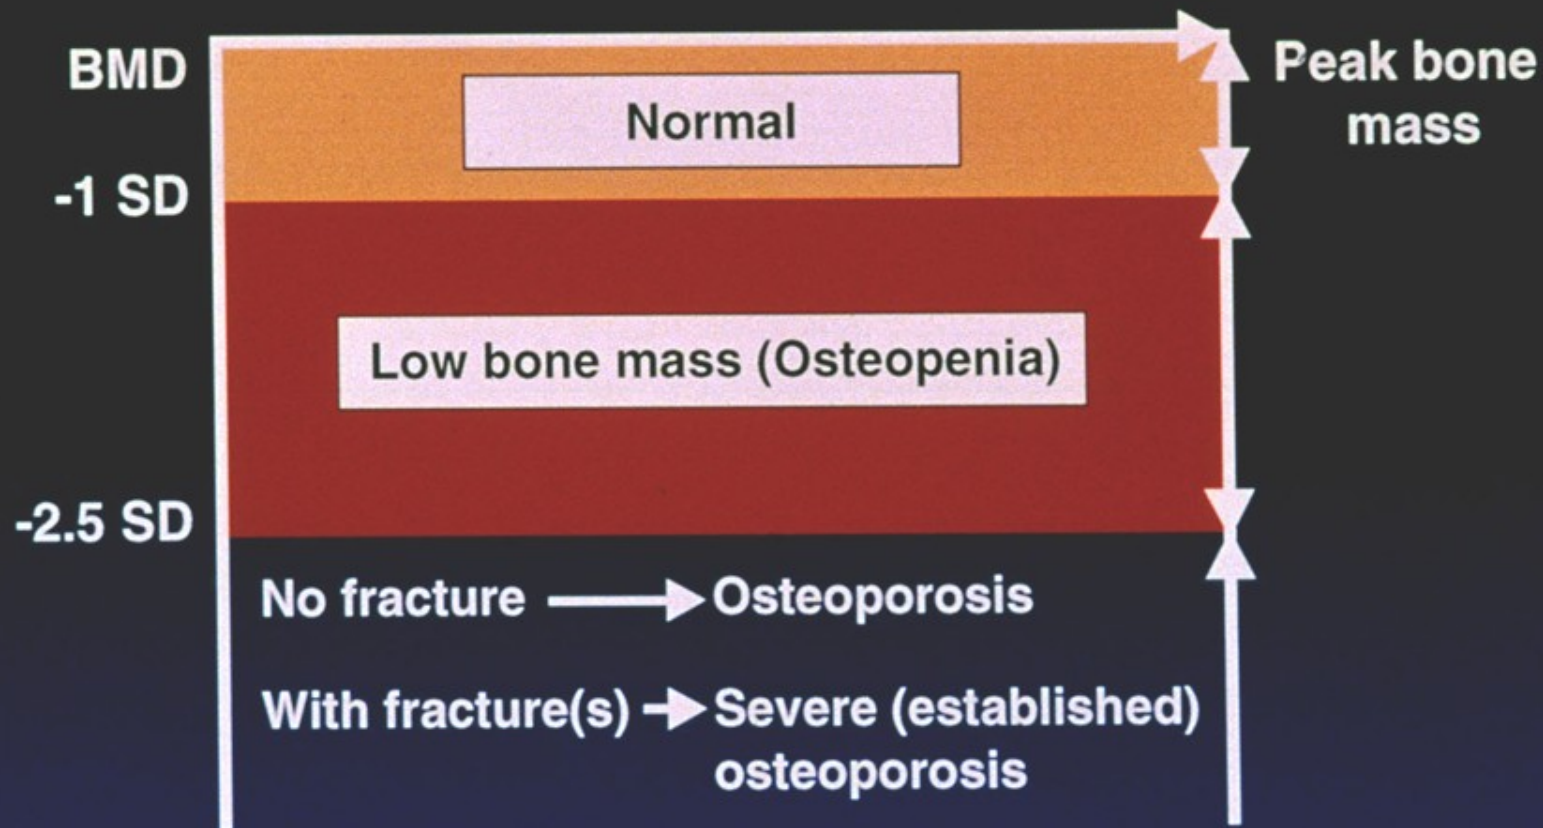 BMD
Peak bone
mass
Normal
-1 SD
Low bone mass (Osteopenia)
-2.5 SD
No fracture Osteoporosis
With fracture(s) Severe (established)
osteoporosis